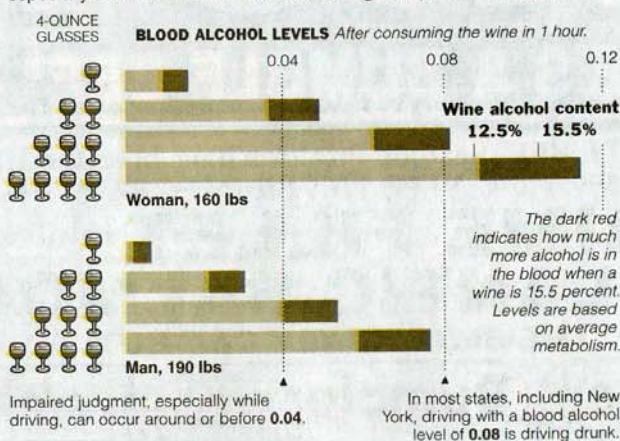 4-OUNCE
GLASSES
BLOOD ALCOHOL LEVELS After consuming the wine in 1 hour.
0.04
0.08
0.12
Wine alcohol content
12.5% 15.5%
Woman, 160 lbs
The dark red
indicates how much
more alcohol is in
the blood when a
wine is 15.5 percent.
Levels are based
on average
metabolism.
Man, 190 lbs
Impaired judgment, especially while
driving, can occur around or before 0.04.
In most states, including New
York, driving with a blood alcohol
level of 0.08 is driving drunk.